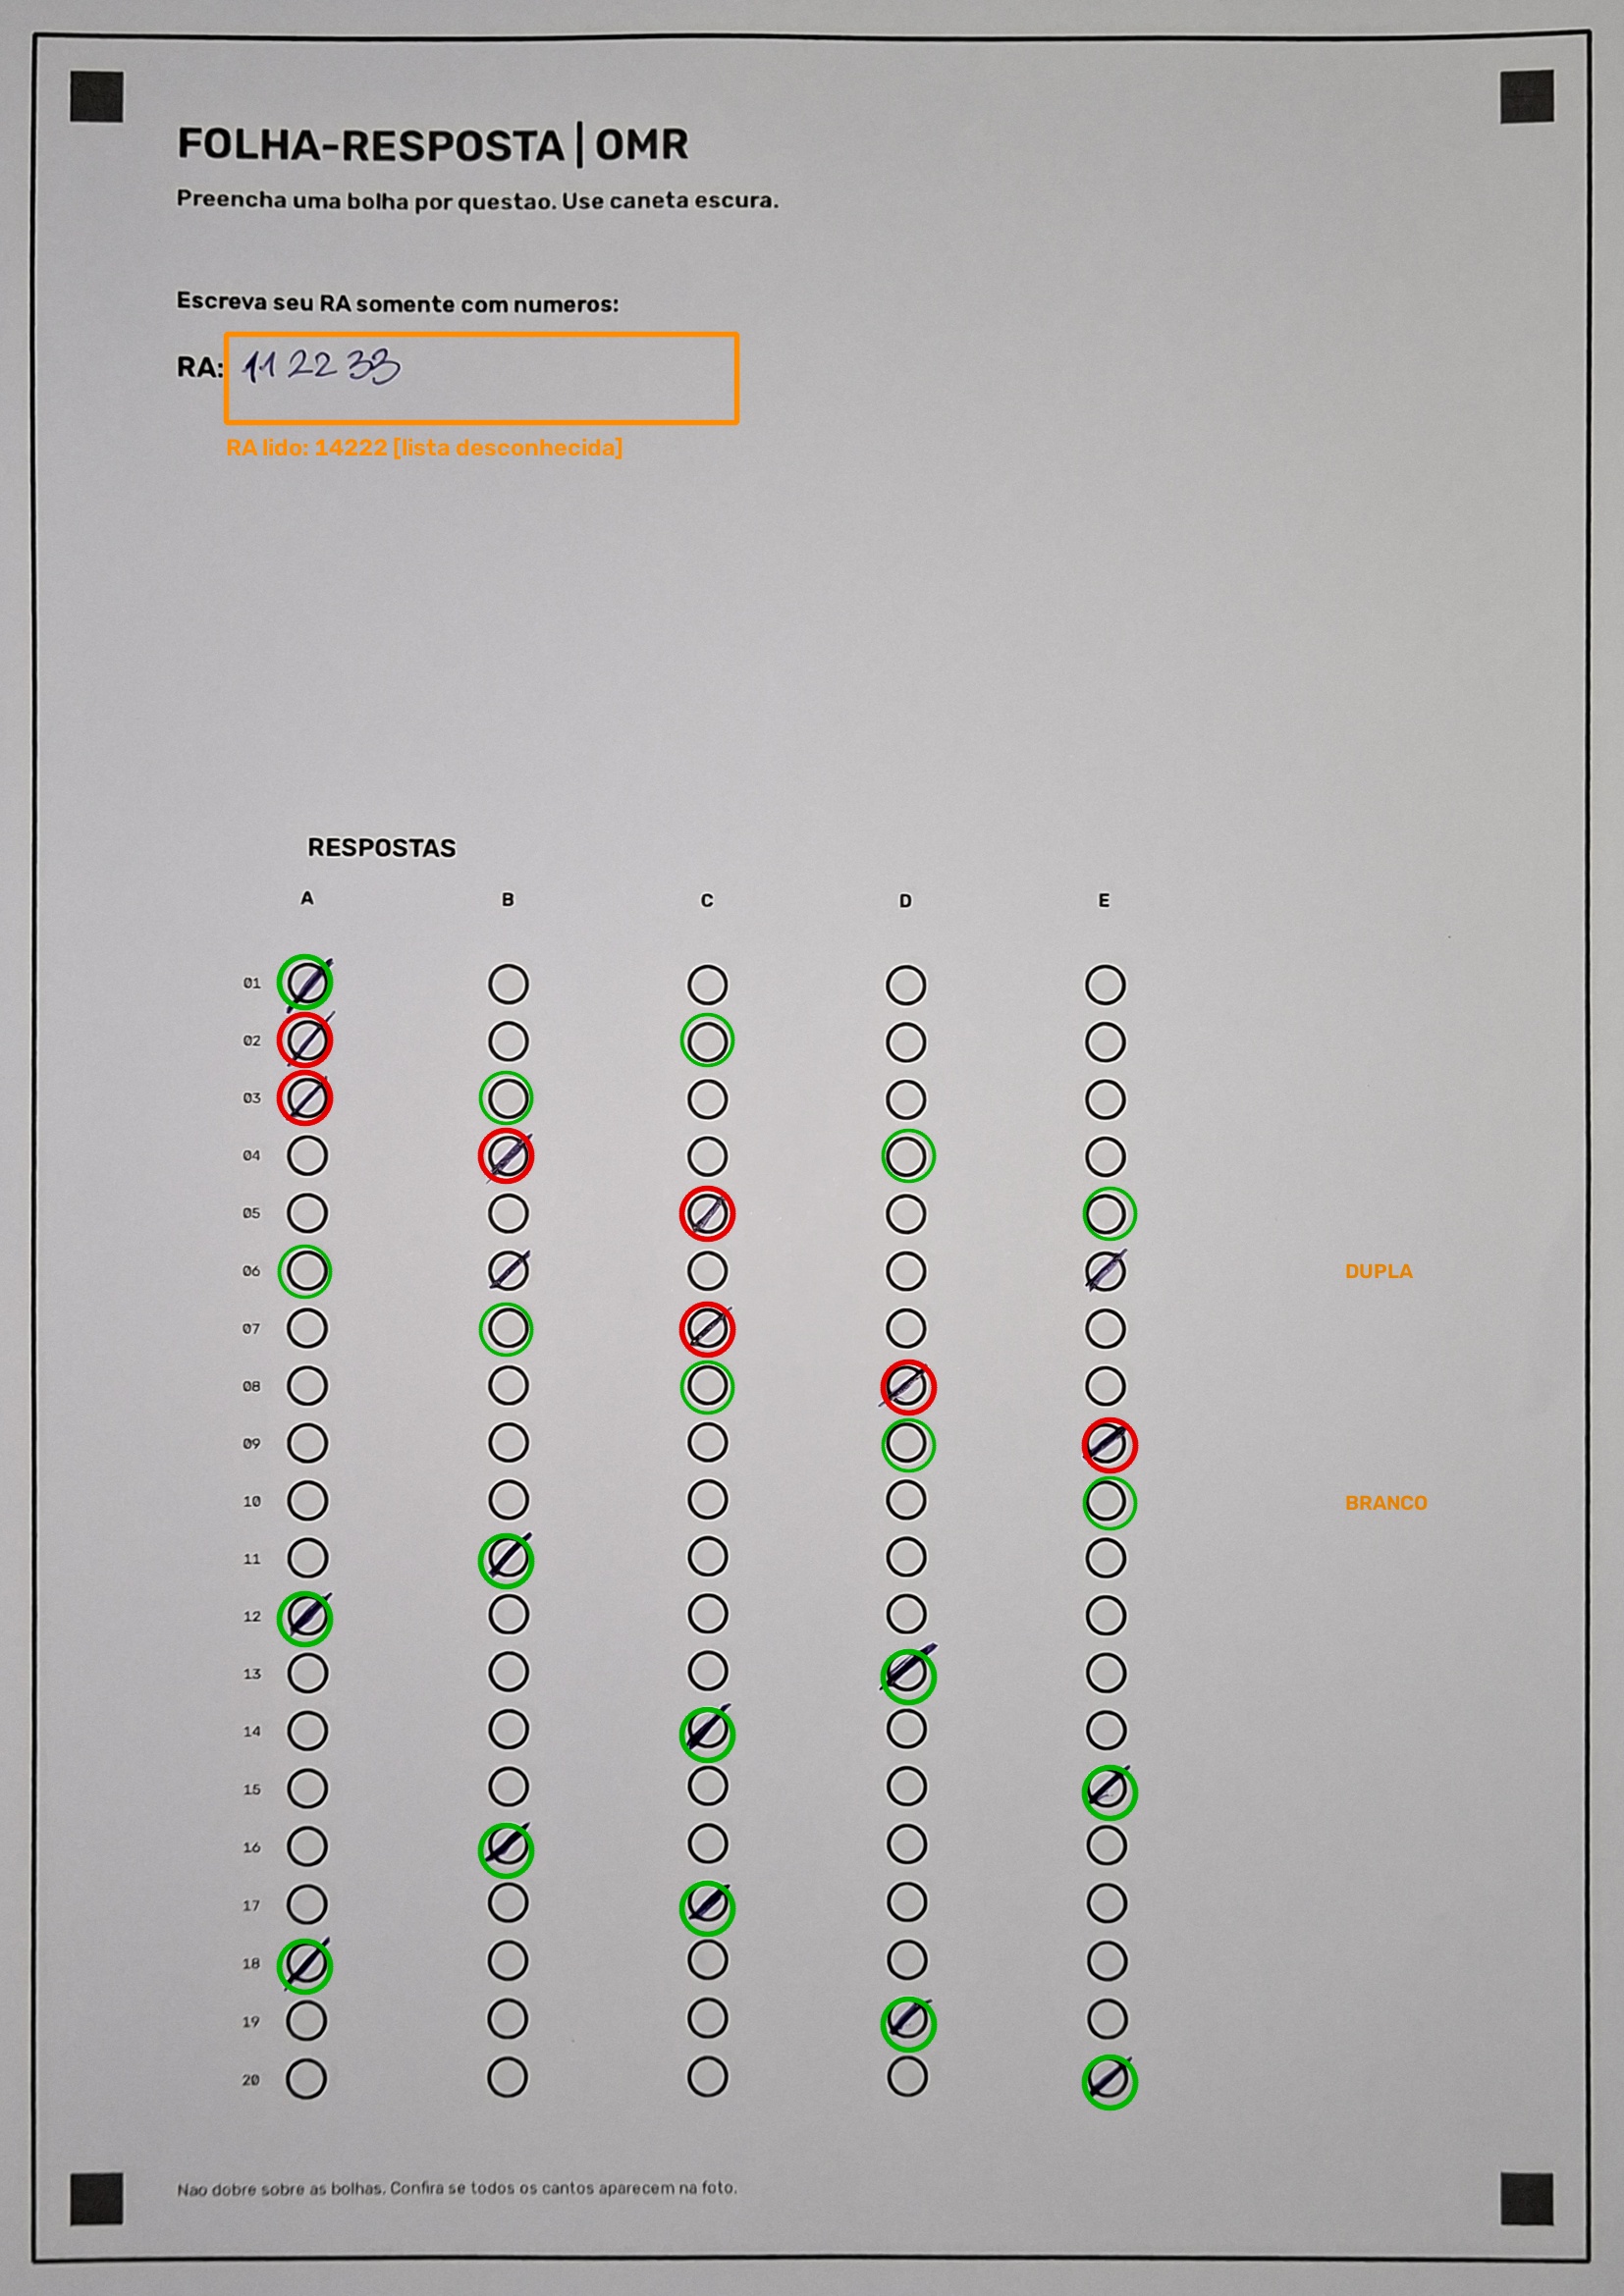 FOLHA-RESPOSTA | OMR
Preencha uma bolha por questao. Use caneta escura.
Escreva seu RA somente com numeros:
RA: 11 22 33
RA lido: 14222 [lista desconhecida]
RESPOSTAS
A B C D E
01
02
03
04
05
06 DUPLA
07
08
09
10 BRANCO
11
12
13
14
15
16
17
18
19
20
Nao dobre sobre as bolhas. Confira se todos os cantos aparecem na foto.